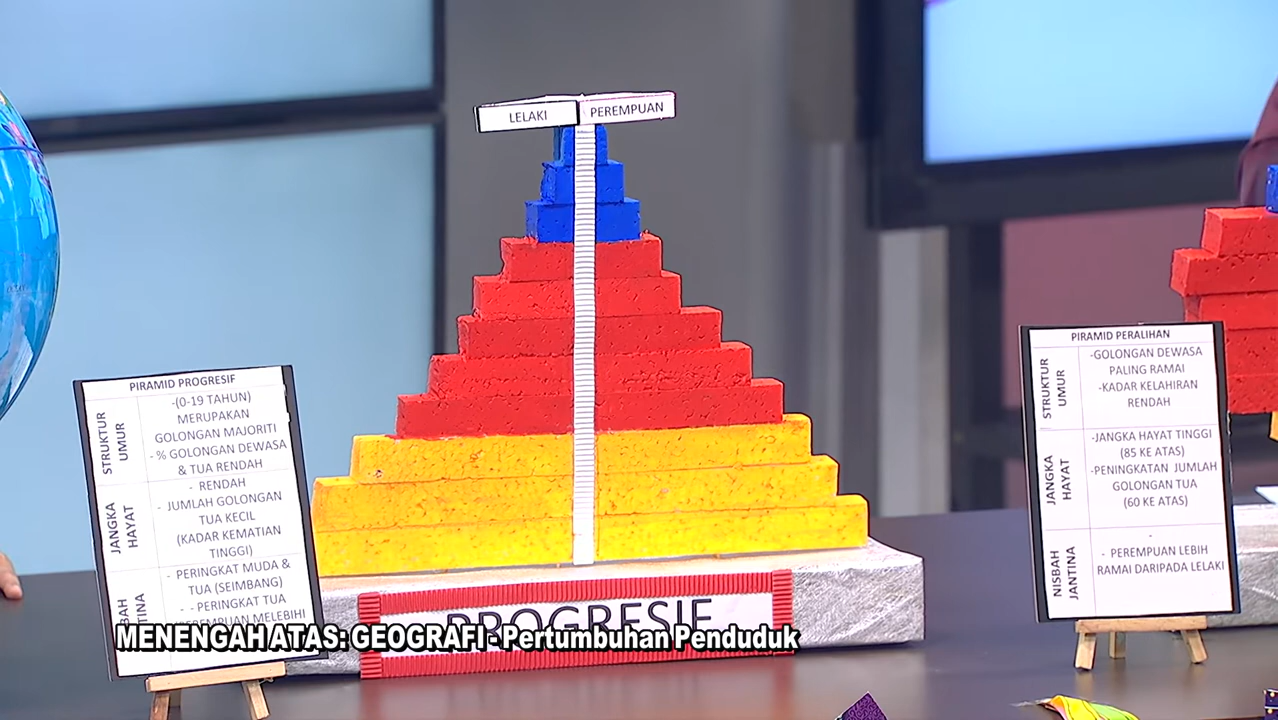 LELAKI
PEREMPUAN
PIRAMID PROGRESIF
STRUKTUR
UMUR
-(0-19 TAHUN)
MERUPAKAN
GOLONGAN MAJORITI
- % GOLONGAN DEWASA
& TUA RENDAH
JANGKA
HAYAT
- RENDAH
- JUMLAH GOLONGAN
TUA KECIL
(KADAR KEMATIAN
TINGGI)
- PERINGKAT MUDA &
TUA (SEIMBANG)
- - PERINGKAT TUA
PEREMPUAN MELEBIHI
PROGRESIF
PIRAMID PERALIHAN
STRUKTUR
UMUR
-GOLONGAN DEWASA
PALING RAMAI
-KADAR KELAHIRAN
RENDAH
JANGKA
HAYAT
-JANGKA HAYAT TINGGI
(85 KE ATAS)
-PENINGKATAN JUMLAH
GOLONGAN TUA
(60 KE ATAS)
NISBAH
JANTINA
-
- PEREMPUAN LEBIH
RAMAI DARIPADA LELAKI
MENENGAH ATAS: GEOGRAFI - Pertumbuhan Penduduk